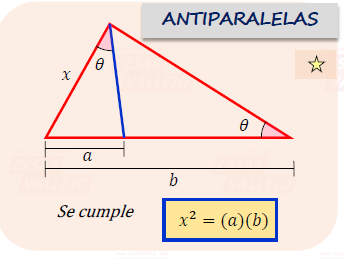 ANTIPARALELAS
θ
x
θ
a
b
Se cumple
x² = (a)(b)